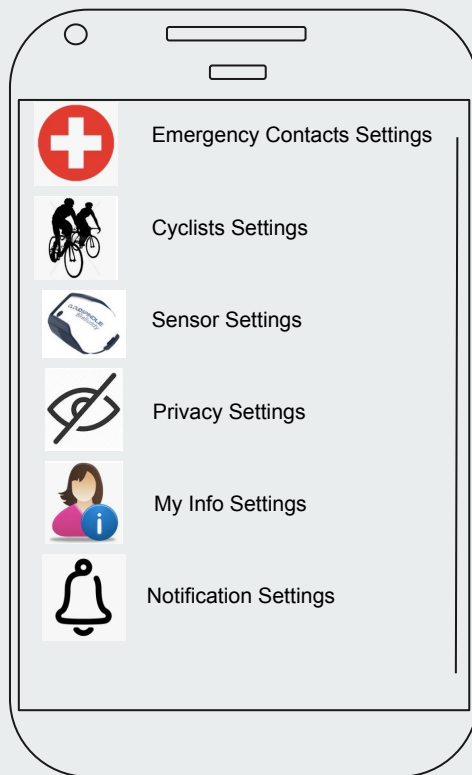 Emergency Contacts Settings
Cyclists Settings
Sensor Settings
Privacy Settings
i
My Info Settings
Notification Settings